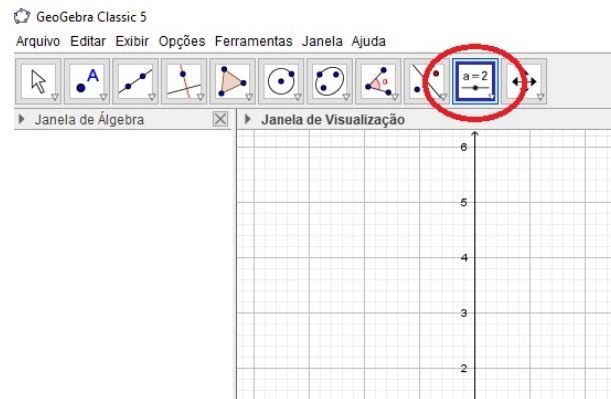 GeoGebra Classic 5
Arquivo Editar Exibir Opções Ferramentas Janela Ajuda
A
α
a = 2
Janela de Álgebra
Janela de Visualização
6
5
4
3
2